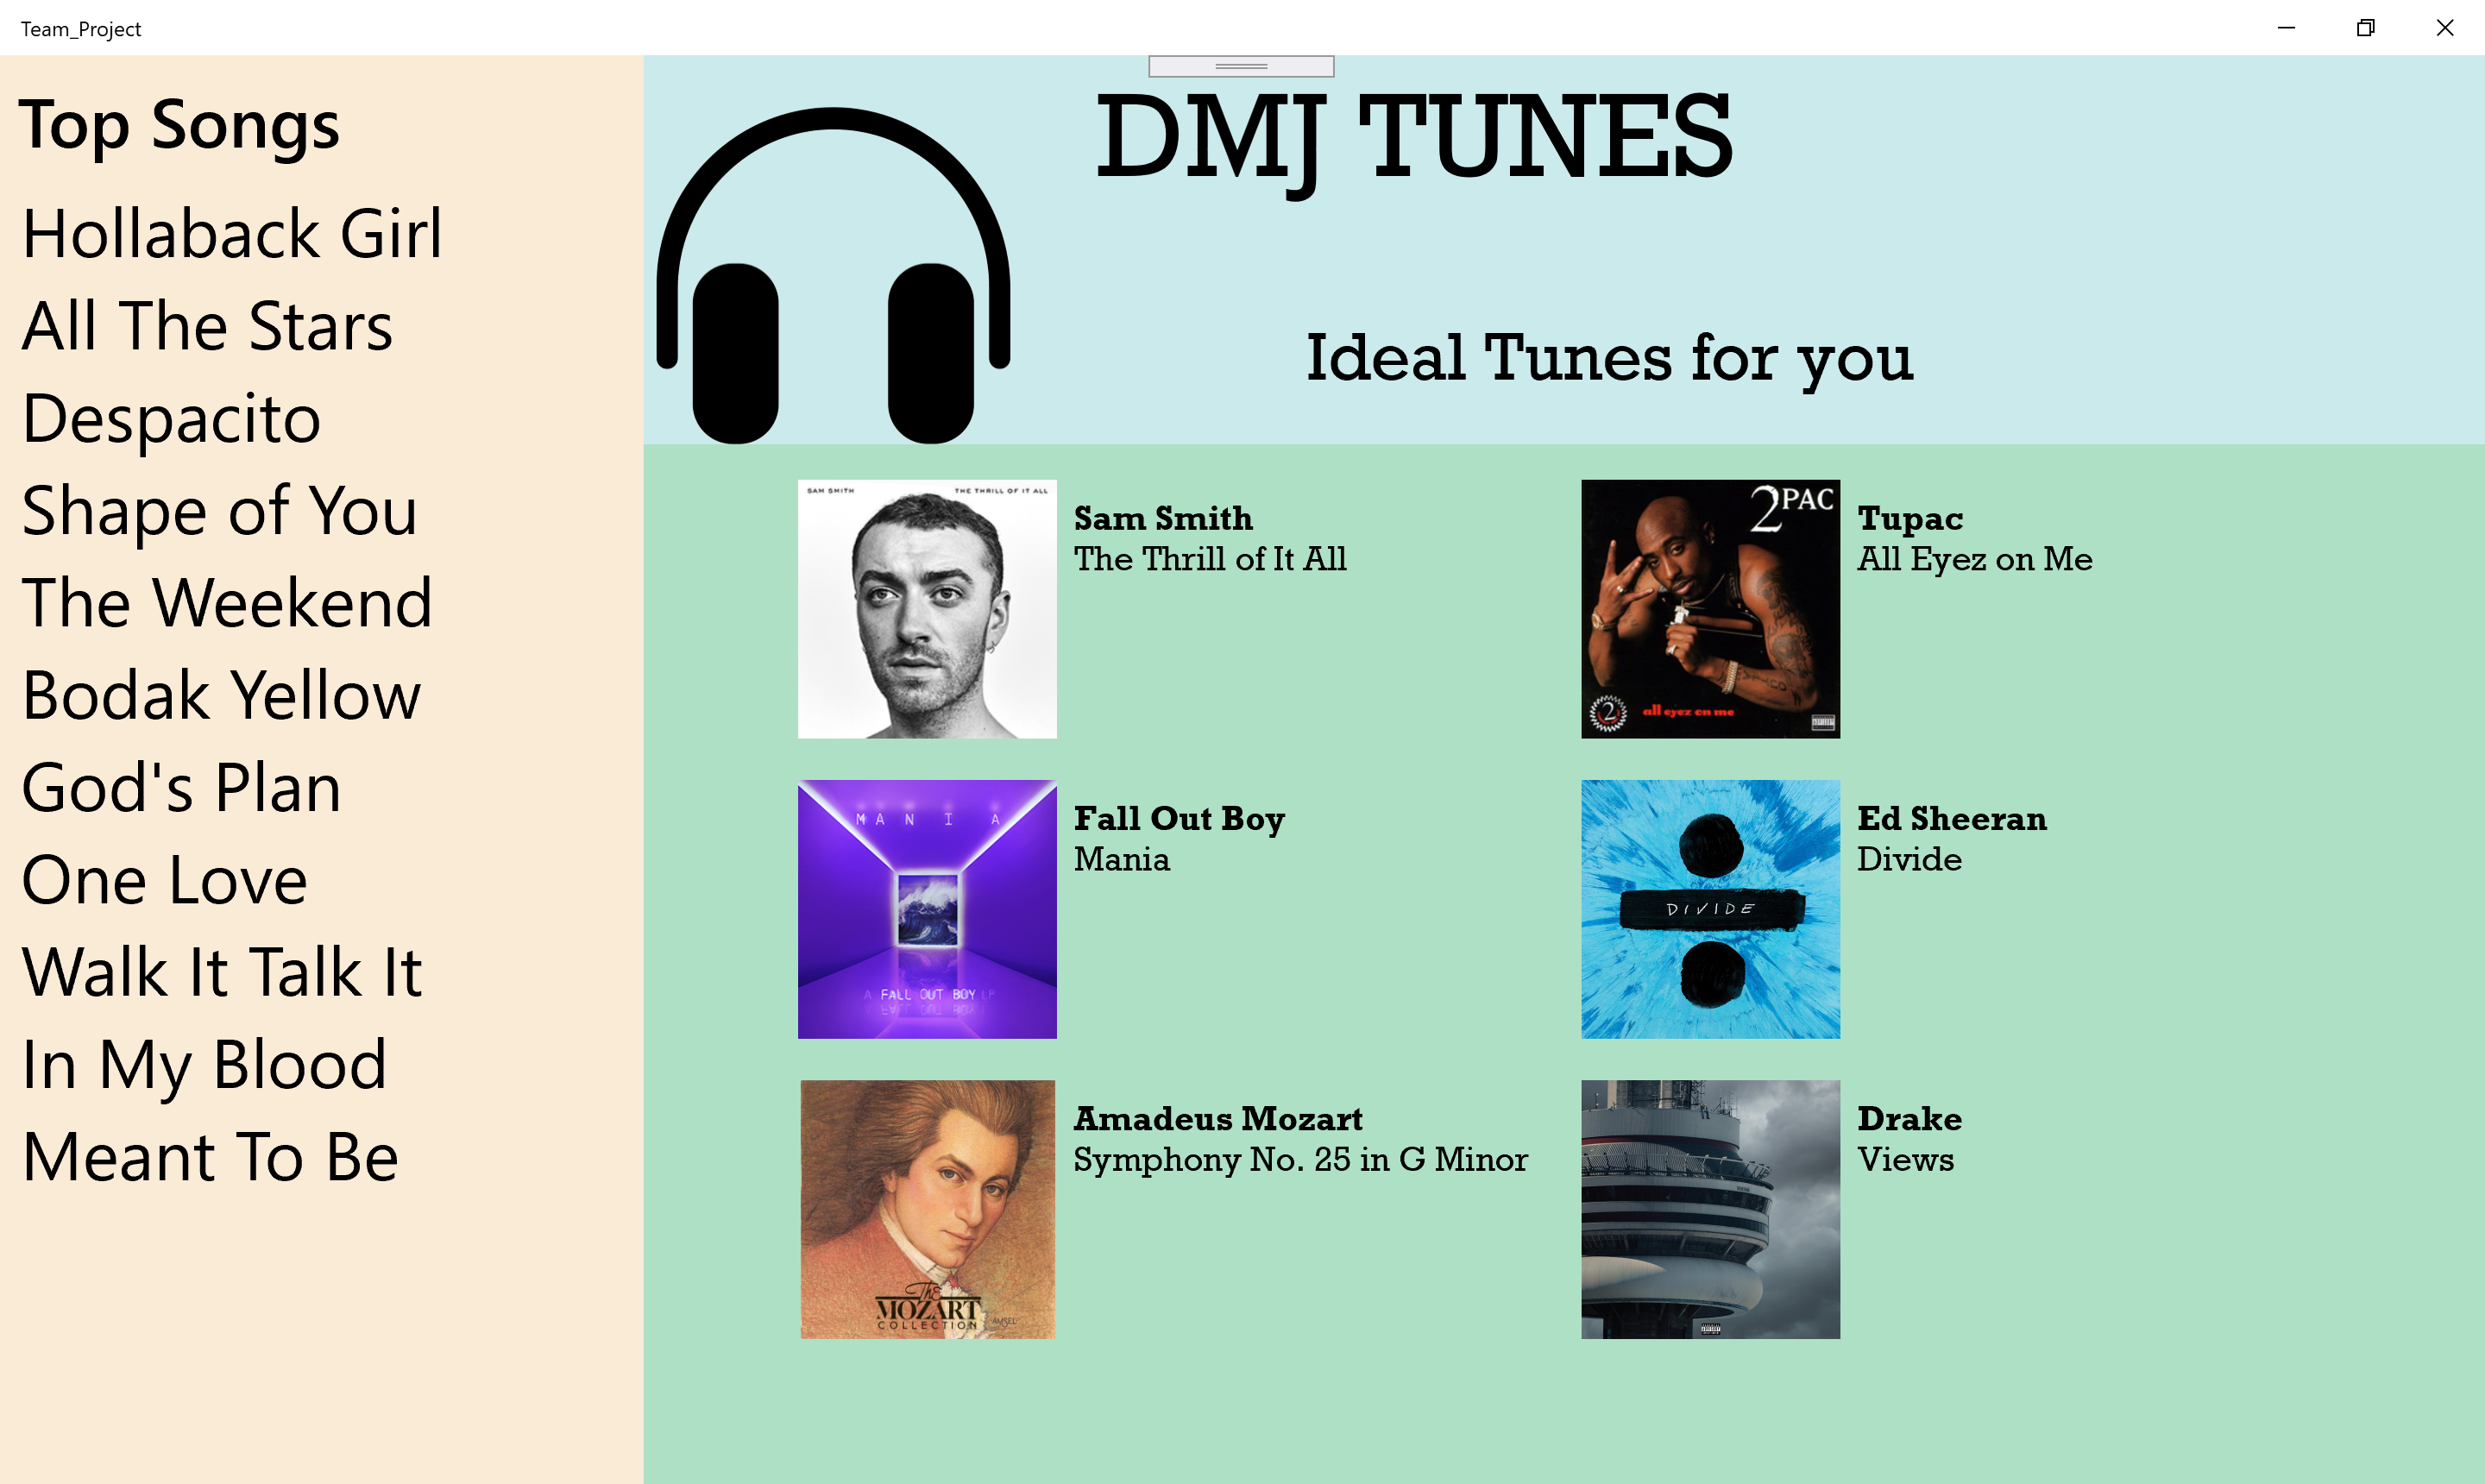 Team_Project
Top Songs
Hollaback Girl
All The Stars
Despacito
Shape of You
The Weekend
Bodak Yellow
God's Plan
One Love
Walk It Talk It
In My Blood
Meant To Be
DMJ TUNES
Ideal Tunes for you
SAM SMITH THE THRILL OF IT ALL
Sam Smith
The Thrill of It All
2PAC
2
all eyez on me
Tupac
All Eyez on Me
MANIA
A FALL OUT BOY LP
Fall Out Boy
Mania
DIVIDE
Ed Sheeran
Divide
The
MOZART
COLLECTION
AMSEL
Amadeus Mozart
Symphony No. 25 in G Minor
Drake
Views